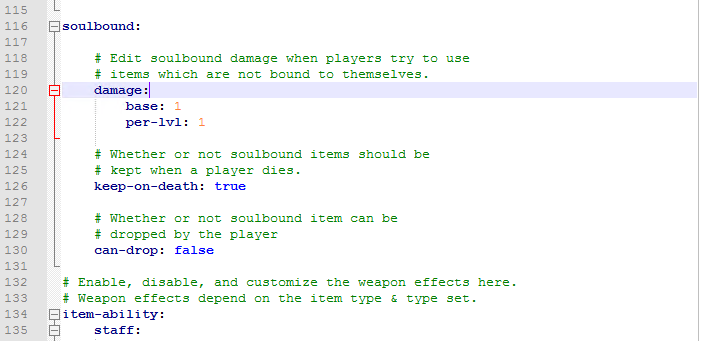 115
116 soulbound:
117
118 # Edit soulbound damage when players try to use
119 # items which are not bound to themselves.
120 damage:
121 base: 1
122 per-lvl: 1
123
124 # Whether or not soulbound items should be
125 # kept when a player dies.
126 keep-on-death: true
127
128 # Whether or not soulbound item can be
129 # dropped by the player
130 can-drop: false
131
132 # Enable, disable, and customize the weapon effects here.
133 # Weapon effects depend on the item type & type set.
134 item-ability:
135 staff: